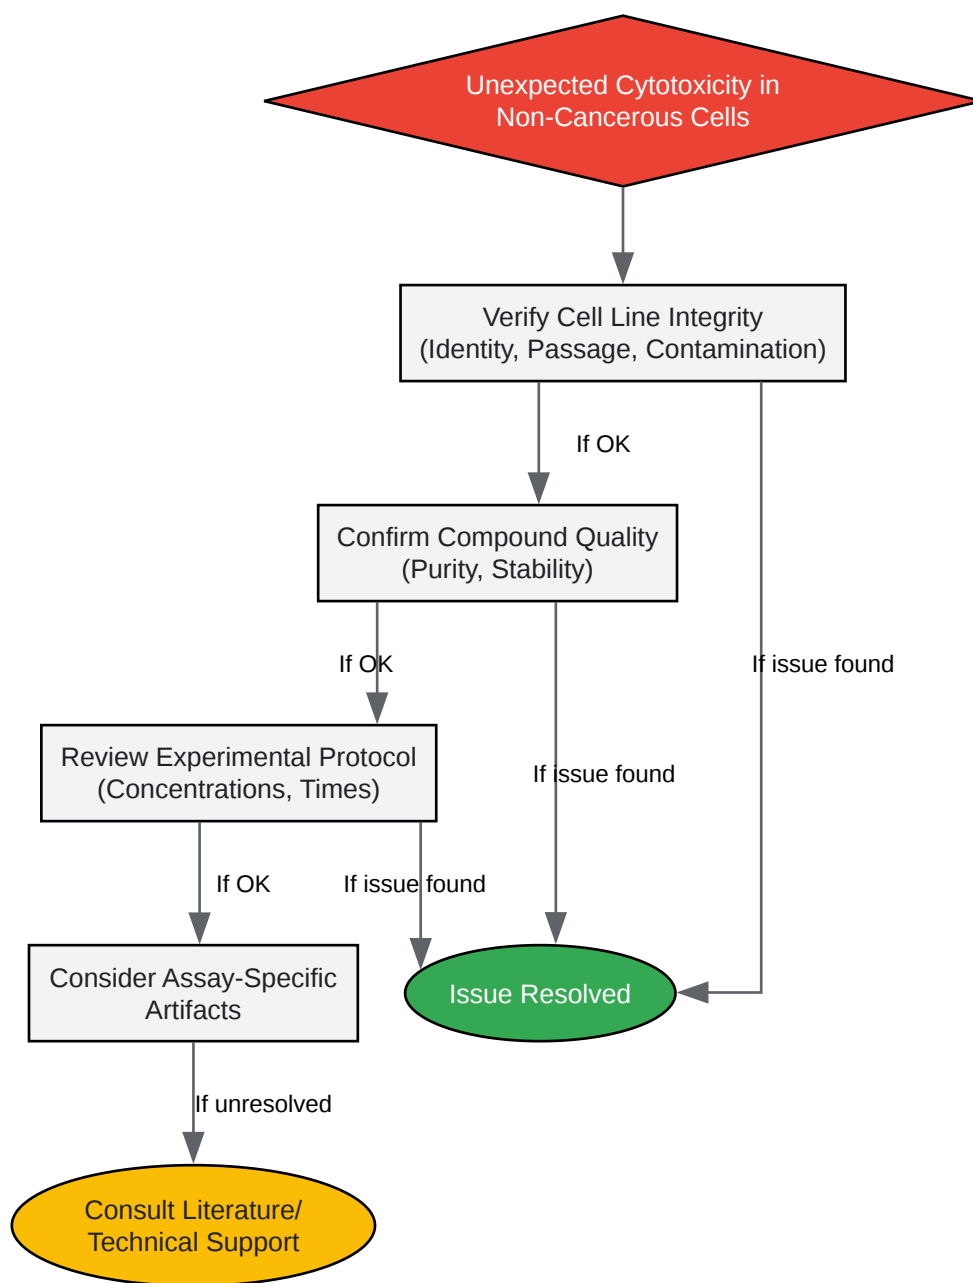 Unexpected Cytotoxicity in
Non-Cancerous Cells
Verify Cell Line Integrity
(Identity, Passage, Contamination)
If OK
Confirm Compound Quality
(Purity, Stability)
If OK
If issue found
Review Experimental Protocol
(Concentrations, Times)
If issue found
If OK
If issue found
Consider Assay-Specific
Artifacts
Issue Resolved
If unresolved
Consult Literature/
Technical Support